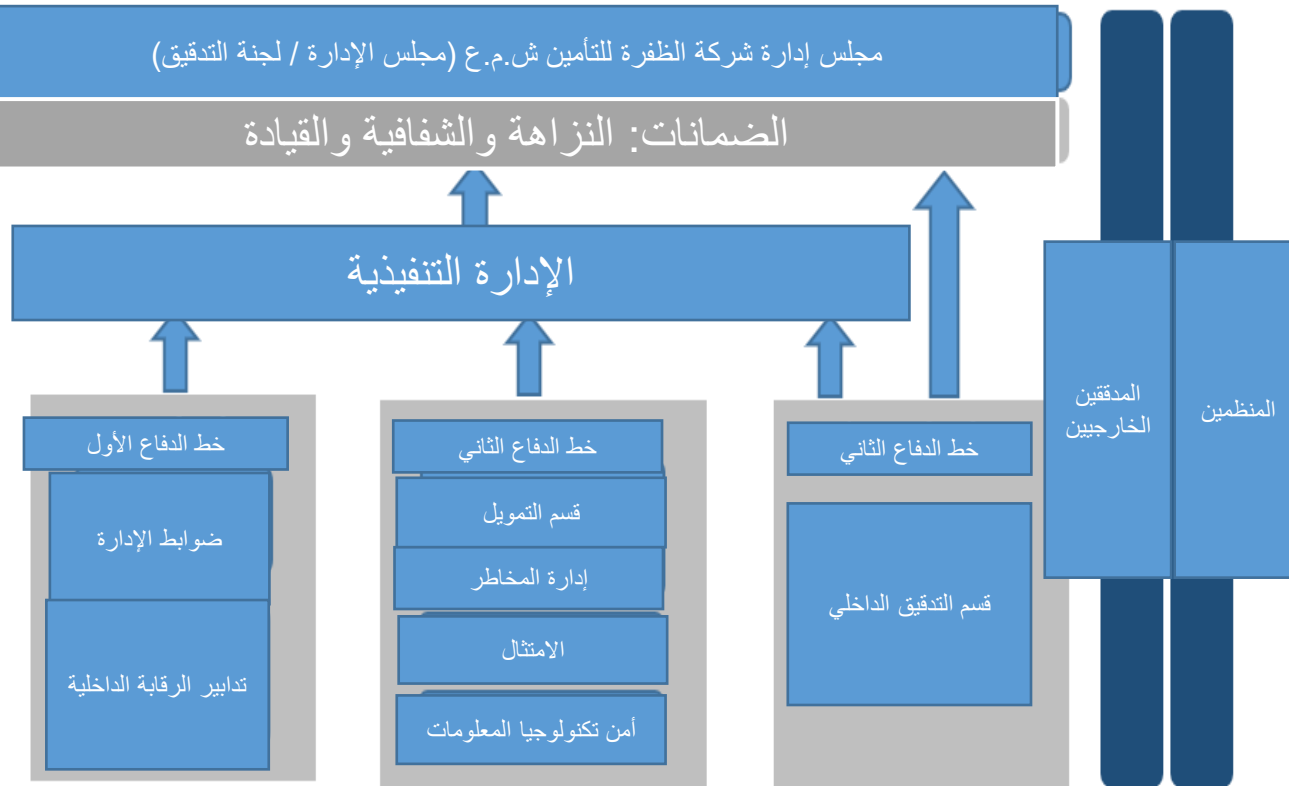 مجلس إدارة شركة الظفرة للتأمين ش.م.ع (مجلس الإدارة / لجنة التدقيق)
الضمانات: النزاهة والشفافية والقيادة
الإدارة التنفيذية
المنظمين
المدققين
الخارجيين
خط الدفاع الثاني
قسم التدقيق الداخلي
خط الدفاع الثاني
قسم التمويل
إدارة المخاطر
الامتثال
أمن تكنولوجيا المعلومات
خط الدفاع الأول
ضوابط الإدارة
تدابير الرقابة الداخلية